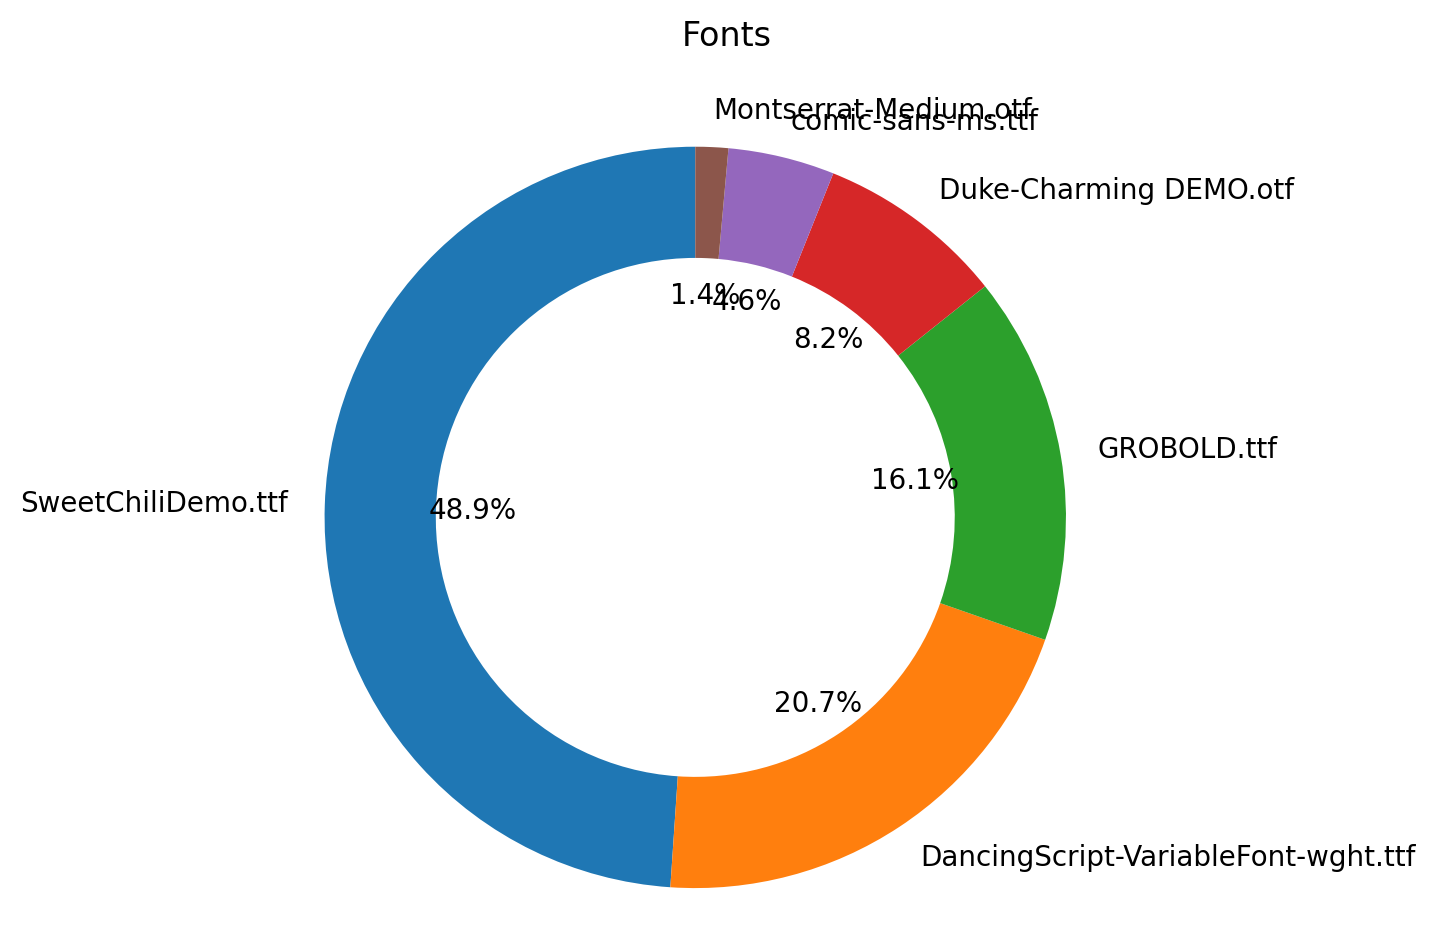 Fonts
Montserrat-Medium.otf
comic-sans-ms.ttf
Duke-Charming DEMO.otf
1.4%
4.6%
8.2%
GROBOLD.ttf
16.1%
SweetChiliDemo.ttf
48.9%
20.7%
DancingScript-VariableFont-wght.ttf